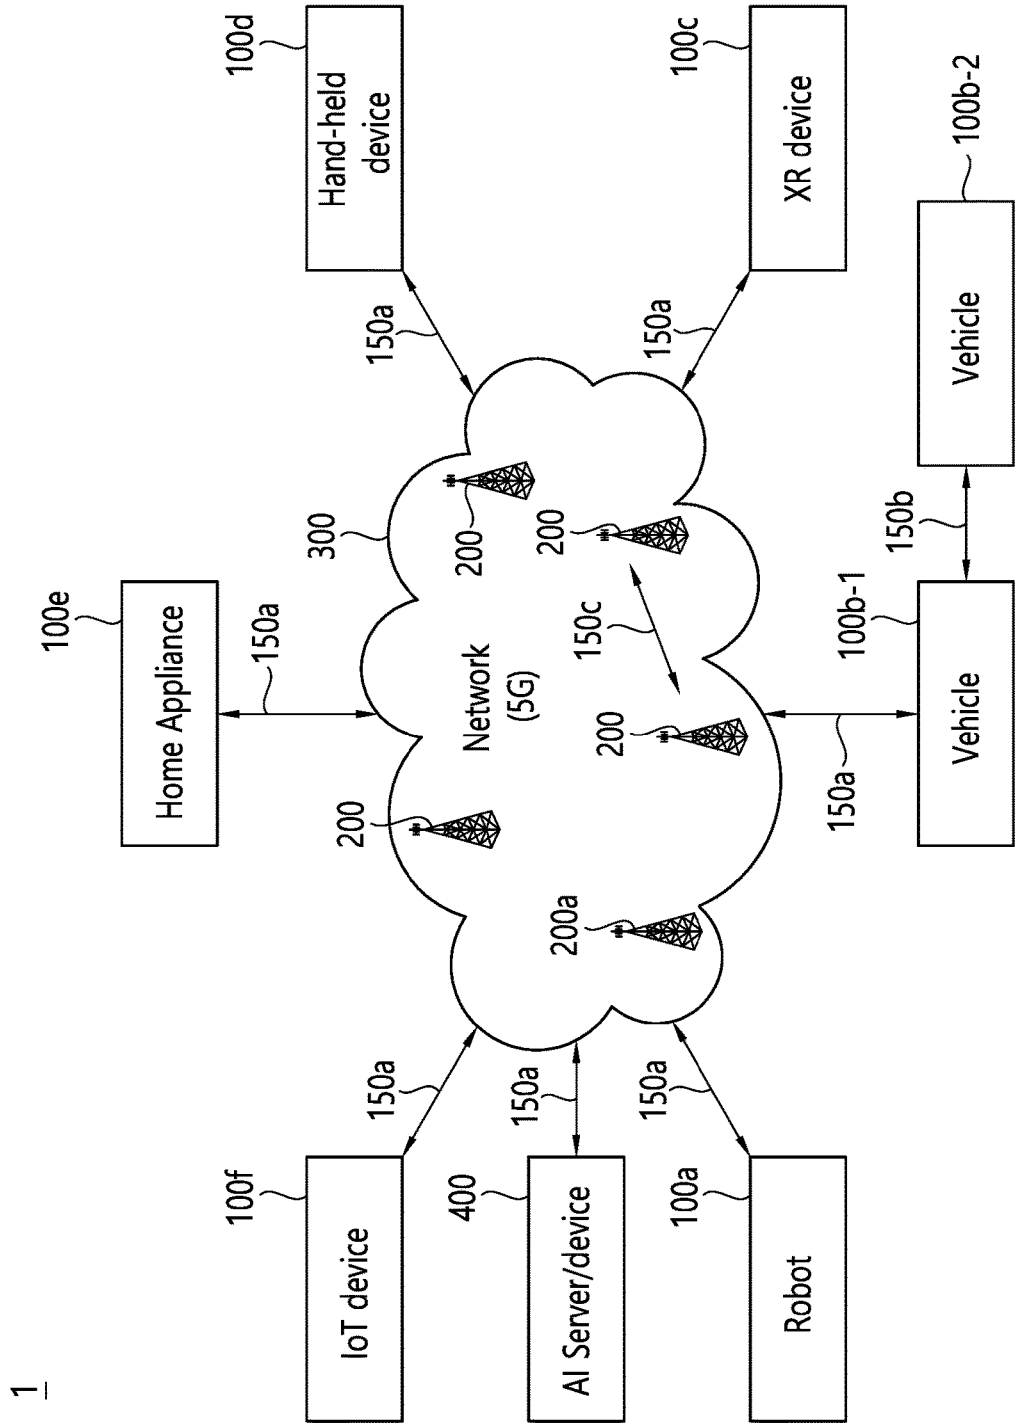 1
100e
Home Appliance
150a
100f
IoT device
150a
300
200
Network
(5G)
200
150a
100d
Hand-held
device
400
AI Server/device
150a
200a
200
150c
200
100a
Robot
150a
150a
100c
XR device
150a
100b-1
Vehicle
150b
100b-2
Vehicle